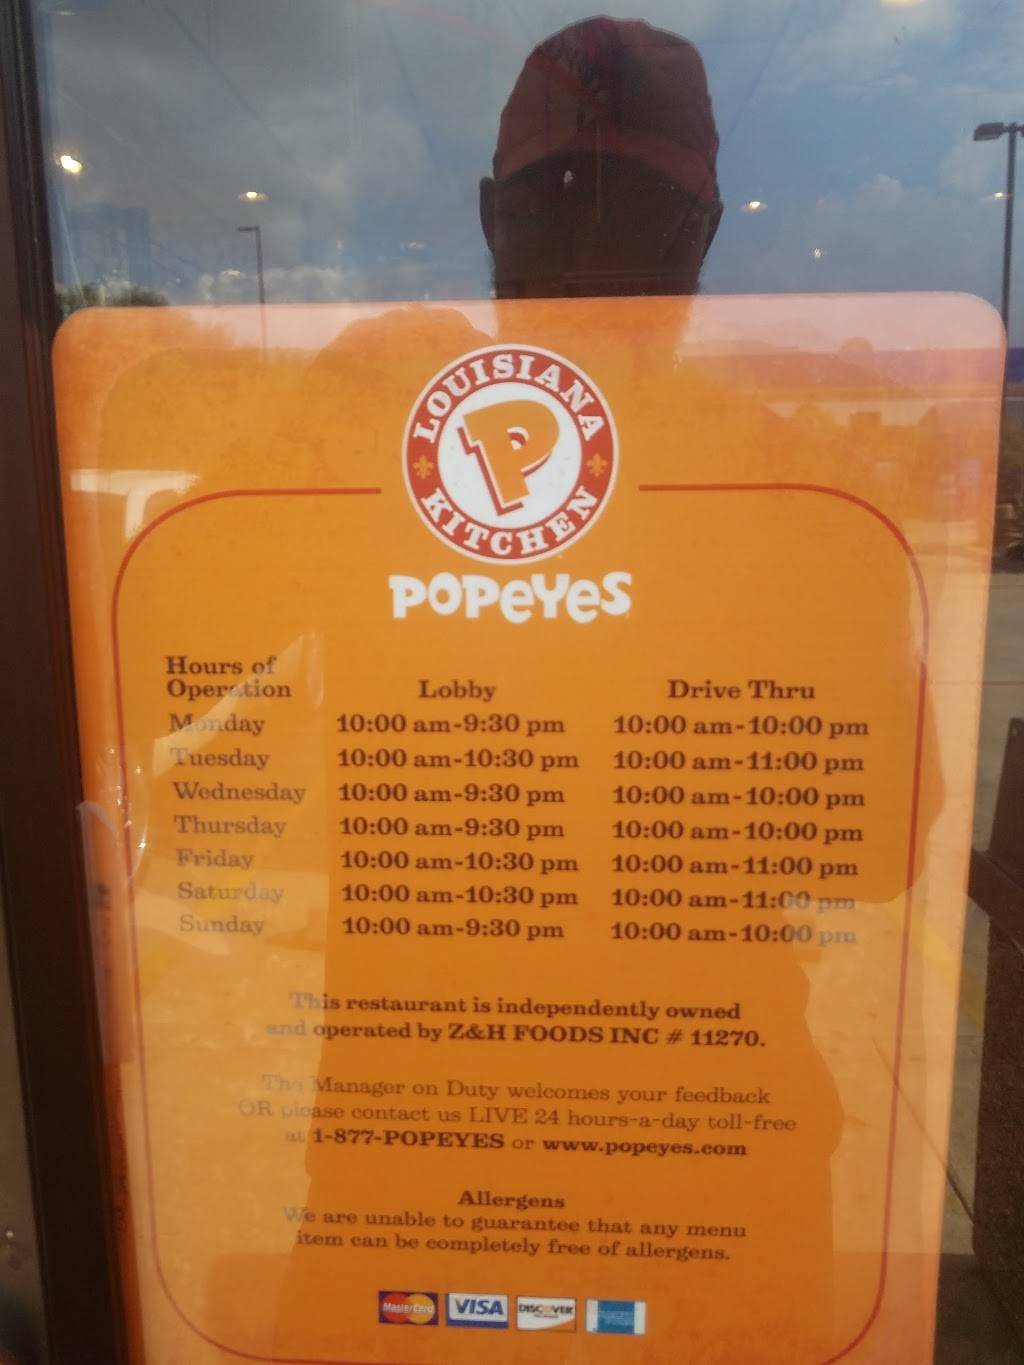 LOUISIANA
P
KITCHEN
POPEYES
Hours of
Operation Lobby Drive Thru
Monday 10:00 am-9:30 pm 10:00 am-10:00 pm
Tuesday 10:00 am-10:30 pm 10:00 am-11:00 pm
Wednesday 10:00 am-9:30 pm 10:00 am-10:00 pm
Thursday 10:00 am-9:30 pm 10:00 am-10:00 pm
Friday 10:00 am-10:30 pm 10:00 am-11:00 pm
Saturday 10:00 am-10:30 pm 10:00 am-11:00 pm
Sunday 10:00 am-9:30 pm 10:00 am-10:00 pm
This restaurant is independently owned
and operated by Z&H FOODS INC # 11270.
The Manager on Duty welcomes your feedback
OR please contact us LIVE 24 hours-a-day toll-free
at 1-877-POPEYES or www.popeyes.com
Allergens
We are unable to guarantee that any menu
item can be completely free of allergens.
MasterCard VISA DISCOVER